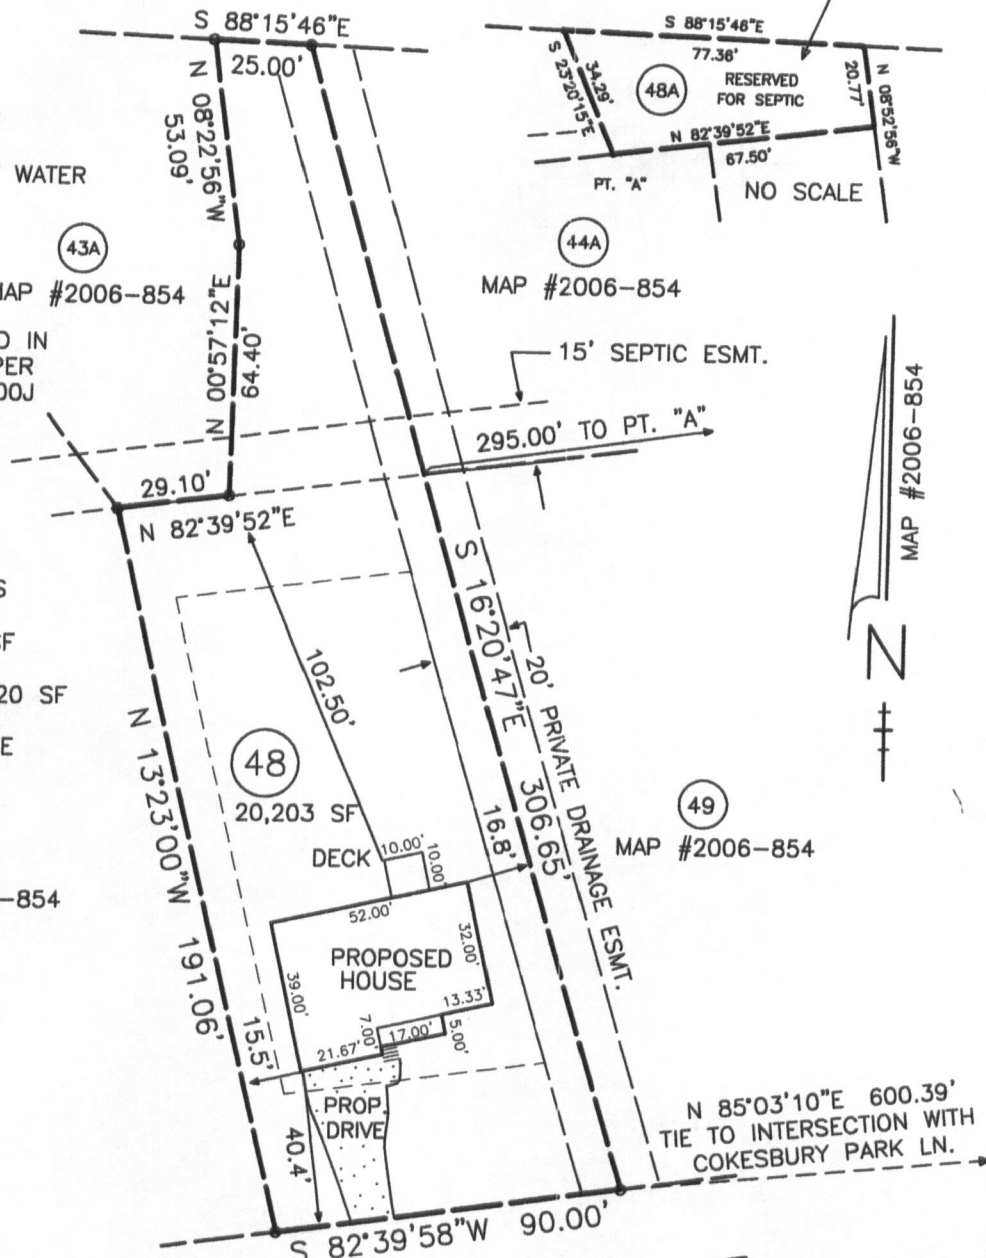 S 88°15'46"E
25.00'
N 08°22'56"W
53.09'
S 88°15'46"E
77.36'
S 23°20'15"E
34.29'
48A
RESERVED
FOR SEPTIC
20.77'
N 08°52'56"W
N 82°39'52"E
67.50'
PT. "A"
NO SCALE
WATER
43A
MAP #2006-854
44A
MAP #2006-854
N 00°57'12"E
64.40'
IN
PER
00J
15' SEPTIC ESMT.
295.00' TO PT. "A"
MAP #2006-854
N
29.10'
N 82°39'52"E
S
SF
20 SF
E
-854
S 16°20'47"E 306.65'
20' PRIVATE DRAINAGE ESMT.
102.50'
N 13°23'00"W 191.06'
48
20,203 SF
49
MAP #2006-854
DECK
10.00'
10.00'
16.8'
52.00'
32.00'
PROPOSED
HOUSE
39.00'
13.33'
7.00'
17.00'
5.00'
21.67'
15.5'
PROP.
DRIVE
40.4'
N 85°03'10"E 600.39'
TIE TO INTERSECTION WITH
COKESBURY PARK LN.
S 82°39'58"W 90.00'